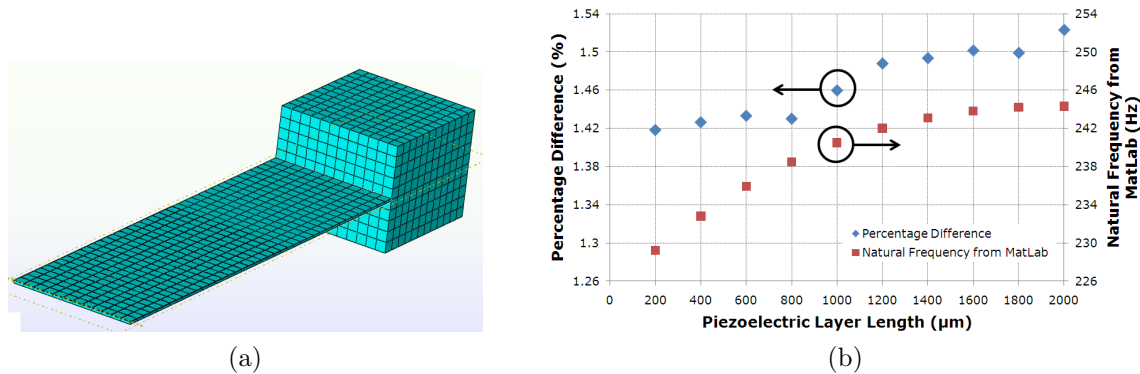 (a)
Percentage Difference (%)
1.54
1.5
1.46
1.42
1.38
1.34
1.3
1.26
254
250
246
242
238
234
230
226
Natural Frequency from
MatLab (Hz)
Percentage Difference
Natural Frequency from MatLab
0 200 400 600 800 1000 1200 1400 1600 1800 2000
Piezoelectric Layer Length (μm)
(b)